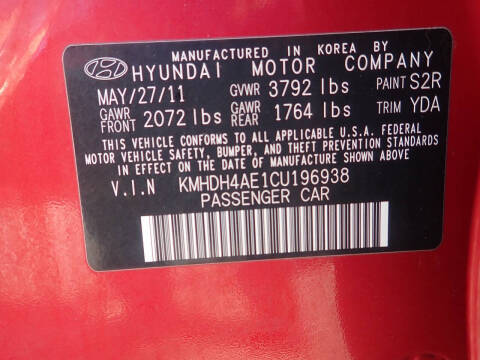 MANUFACTURED IN KOREA BY
HYUNDAI MOTOR COMPANY
MAY/27/11 GVWR 3792 lbs PAINT S2R
GAWR FRONT 2072 lbs GAWR REAR 1764 lbs TRIM YDA
THIS VEHICLE CONFORMS TO ALL APPLICABLE U.S.A. FEDERAL
MOTOR VEHICLE SAFETY, BUMPER, AND THEFT PREVENTION STANDARDS
IN EFFECT ON THE DATE OF MANUFACTURE SHOWN ABOVE.
V.I.N KMHDH4AE1CU196938
PASSENGER CAR